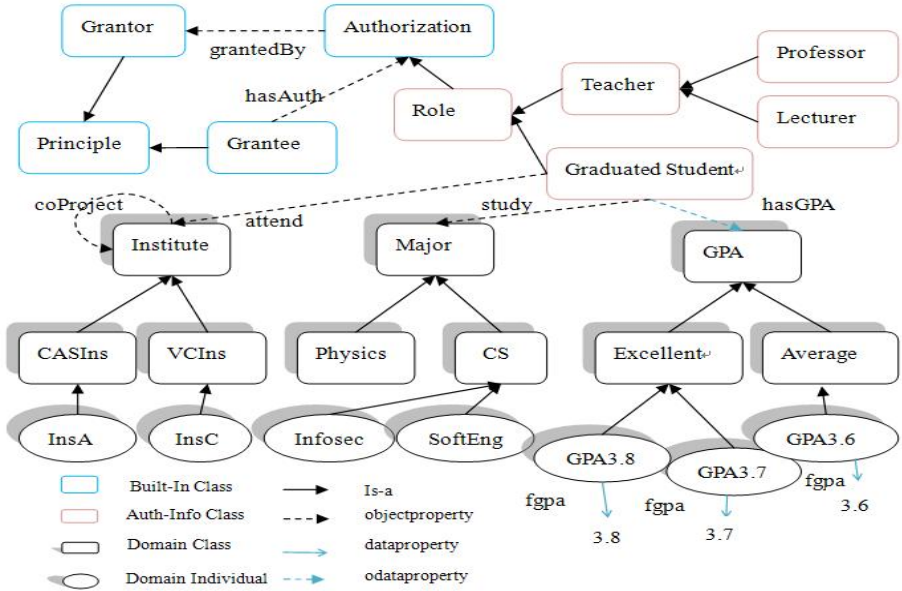 Grantor
Authorization
grantedBy
Professor
hasAuth
Teacher
Role
Lecturer
Principle
Grantee
Graduated Student
coProject
attend
study
hasGPA
Institute
Major
GPA
CASIns
VCIns
Physics
CS
Excellent
Average
InsA
InsC
Infosec
SoftEng
GPA3.8
GPA3.7
GPA3.6
fgpa
fgpa
fgpa
3.8
3.7
3.6
Built-In Class
Is-a
Auth-Info Class
objectproperty
Domain Class
dataproperty
Domain Individual
odataproperty